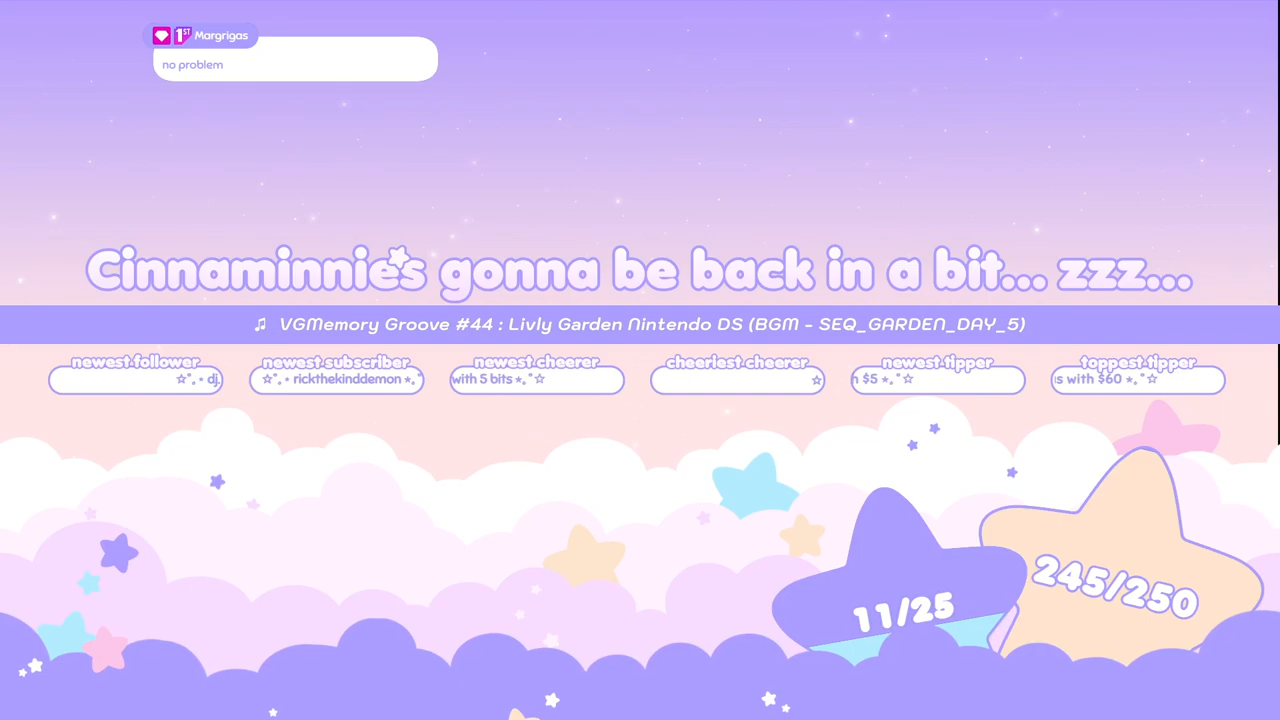 1ST Margrigas
no problem
Cinnaminnie's gonna be back in a bit... zzz...
♫ VGMemory Groove #44 : Livly Garden Nintendo DS (BGM - SEQ_GARDEN_DAY_5)
newest follower newest subscriber newest cheerer cheeriest cheerer newest tipper toppest tipper
☆*｡⋆ dj. ☆*｡⋆ rickthekinddemon ⋆｡* with 5 bits ⋆｡*☆ ☆ $5 ⋆｡*☆ with $60 ⋆｡*☆
245/250
11/25